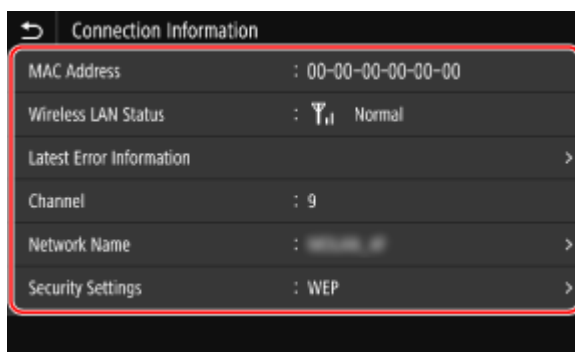 Connection Information
MAC Address : 00-00-00-00-00-00
Wireless LAN Status : Normal
Latest Error Information >
Channel : 9
Network Name : >
Security Settings : WEP >